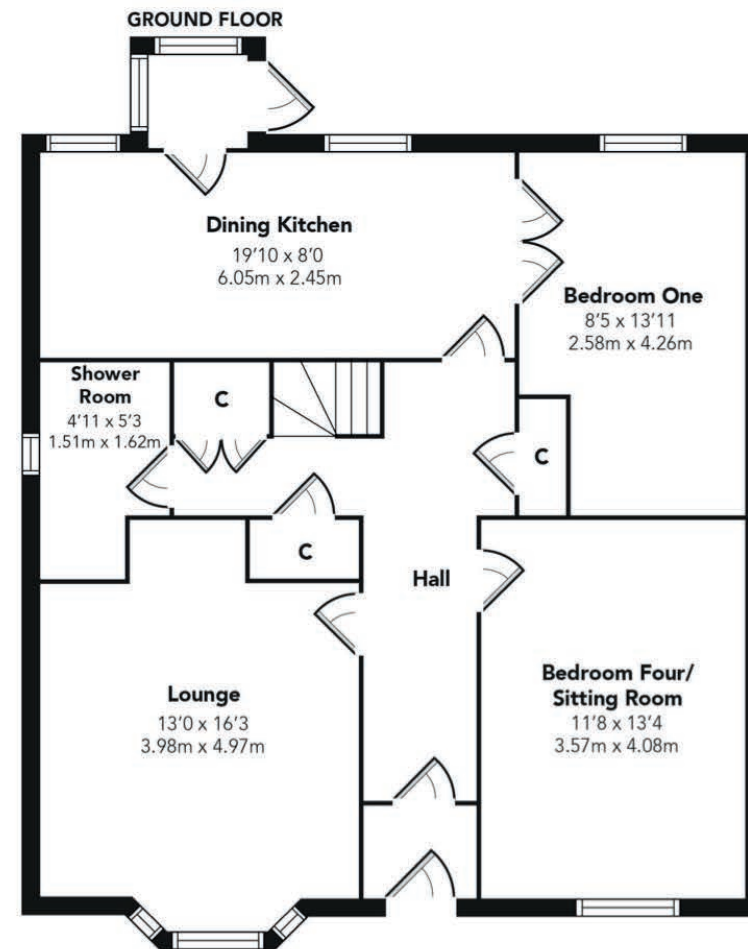 GROUND FLOOR
Dining Kitchen
19'10 x 8'0
6.05m x 2.45m
Bedroom One
8'5 x 13'11
2.58m x 4.26m
Shower
Room
4'11 x 5'3
1.51m x 1.62m
C
C
C
Hall
Lounge
13'0 x 16'3
3.98m x 4.97m
Bedroom Four/
Sitting Room
11'8 x 13'4
3.57m x 4.08m